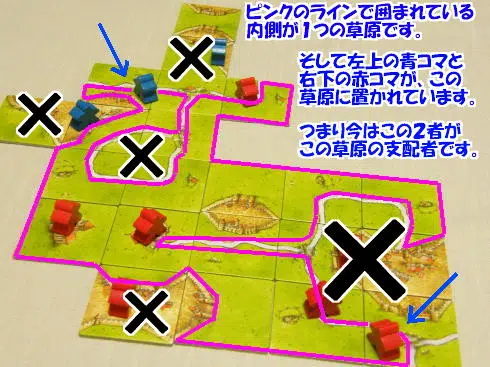 ピンクのラインで囲まれている
内側が1つの草原です。
そして左上の青コマと
右下の赤コマが、この
草原に置かれています。
つまり今はこの2者が
この草原の支配者です。